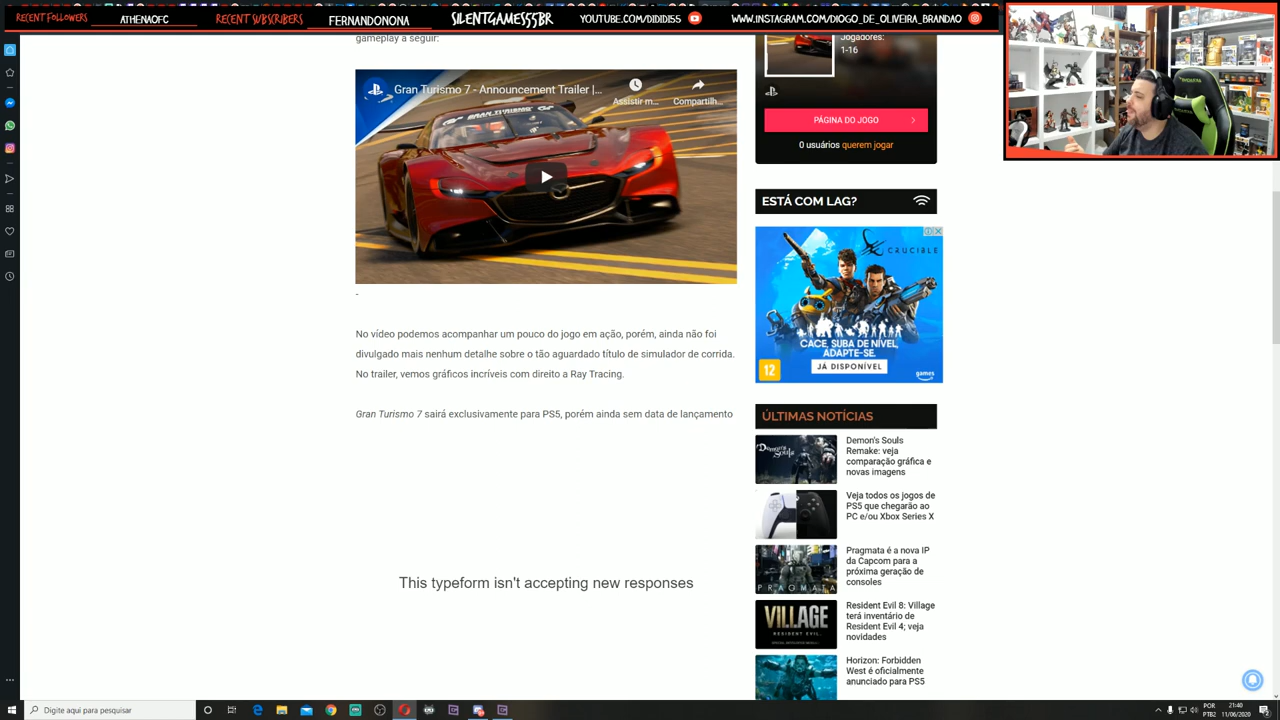 RECENT FOLLOWERS
ATHENAOFC
RECENT SUBSCRIBERS
FERNANDONONA
SILENTGAMES55BR
YOUTUBE.COM/DIDIDI55
WWW.INSTAGRAM.COM/DIOGO_DE_OLIVEIRA_BRANDAO
gameplay a seguir:
Gran Turismo 7 - Announcement Trailer |...
Assistir m...
Compartilh...
-
No vídeo podemos acompanhar um pouco do jogo em ação, porém, ainda não foi
divulgado mais nenhum detalhe sobre o tão aguardado título de simulador de corrida.
No trailer, vemos gráficos incríveis com direito a Ray Tracing.
Gran Turismo 7 sairá exclusivamente para PS5, porém ainda sem data de lançamento
This typeform isn't accepting new responses
Jogadores:
1-16
PÁGINA DO JOGO
0 usuários querem jogar
ESTÁ COM LAG?
CRUCIBLE
CACE, SUBA DE NÍVEL,
ADAPTE-SE.
JÁ DISPONÍVEL
12
games
ÚLTIMAS NOTÍCIAS
Demon's Souls
Demon's Souls
Remake: veja
comparação gráfica e
novas imagens
Veja todos os jogos de
PS5 que chegarão ao
PC e/ou Xbox Series X
PRAGMATA
Pragmata é a nova IP
da Capcom para a
próxima geração de
consoles
VILLAGE
RESIDENT EVIL
Resident Evil 8: Village
terá inventário de
Resident Evil 4; veja
novidades
Horizon: Forbidden
West é oficialmente
anunciado para PS5
Digite aqui para pesquisar
POR
PTB2
21:40
11/06/2020